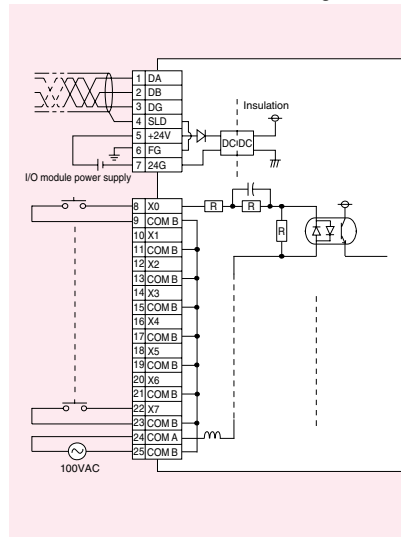 1 DA
2 DB
3 DG
4 SLD
5 +24V
6 FG
7 24G
Insulation
DC DC
I/O module power supply
8 X0
9 COM B
10 X1
11 COM B
12 X2
13 COM B
14 X3
15 COM B
16 X4
17 COM B
18 X5
19 COM B
20 X6
21 COM B
22 X7
23 COM B
24 COM A
25 COM B
R
R
R
100VAC